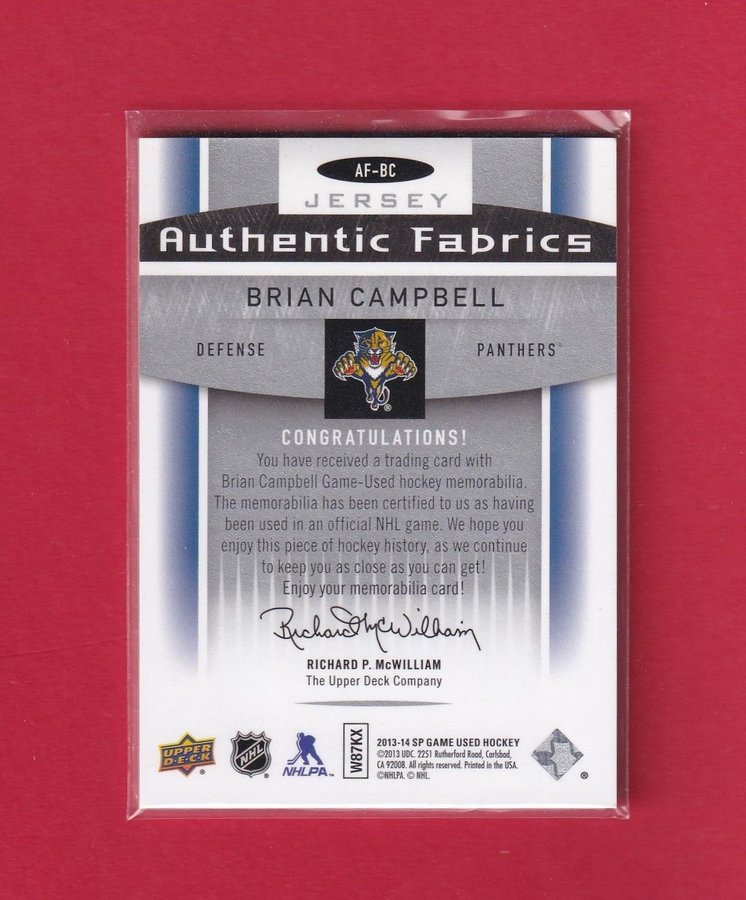 AF-BC
JERSEY
Authentic Fabrics
BRIAN CAMPBELL
DEFENSE
PANTHERS®
®
CONGRATULATIONS!
You have received a trading card with
Brian Campbell Game-Used hockey memorabilia.
The memorabilia has been certified to us as having
been used in an official NHL game. We hope you
enjoy this piece of hockey history, as we continue
to keep you as close as you can get!
Enjoy your memorabilia card!
Richard McWilliam
RICHARD P. McWILLIAM
The Upper Deck Company
UPPER
D·E·C·K
®
NHL
®
NHLPA™
W87KX
2013-14 SP GAME USED HOCKEY
©2013 UDC. 2251 Rutherford Road, Carlsbad,
CA 92008. All rights reserved. Printed in the USA.
©NHLPA. © NHL.
®